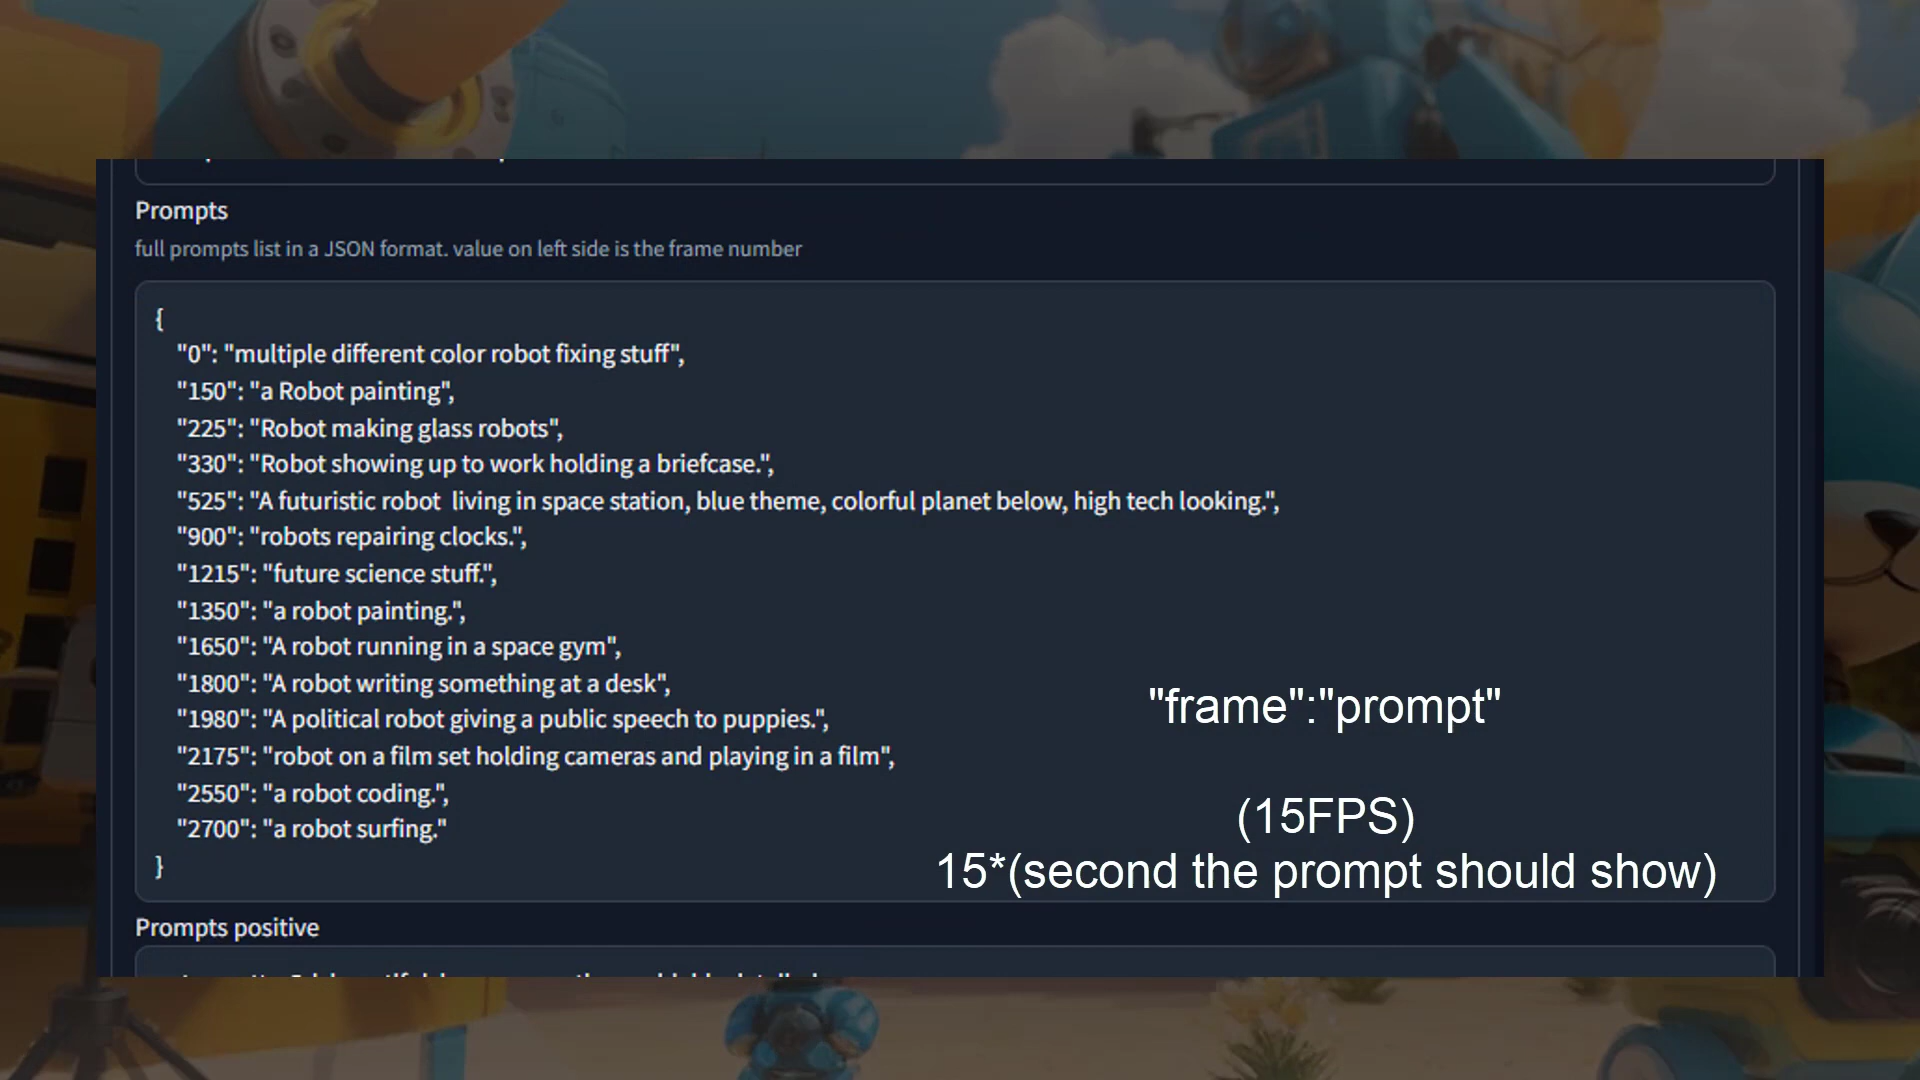 Prompts
full prompts list in a JSON format. value on left side is the frame number
{
"0": "multiple different color robot fixing stuff",
"150": "a Robot painting",
"225": "Robot making glass robots",
"330": "Robot showing up to work holding a briefcase.",
"525": "A futuristic robot  living in space station, blue theme, colorful planet below, high tech looking.",
"900": "robots repairing clocks.",
"1215": "future science stuff.",
"1350": "a robot painting.",
"1650": "A robot running in a space gym",
"1800": "A robot writing something at a desk",
"1980": "A political robot giving a public speech to puppies.",
"2175": "robot on a film set holding cameras and playing in a film",
"2550": "a robot coding.",
"2700": "a robot surfing."
}
"frame":"prompt"
(15FPS)
15*(second the prompt should show)
Prompts positive